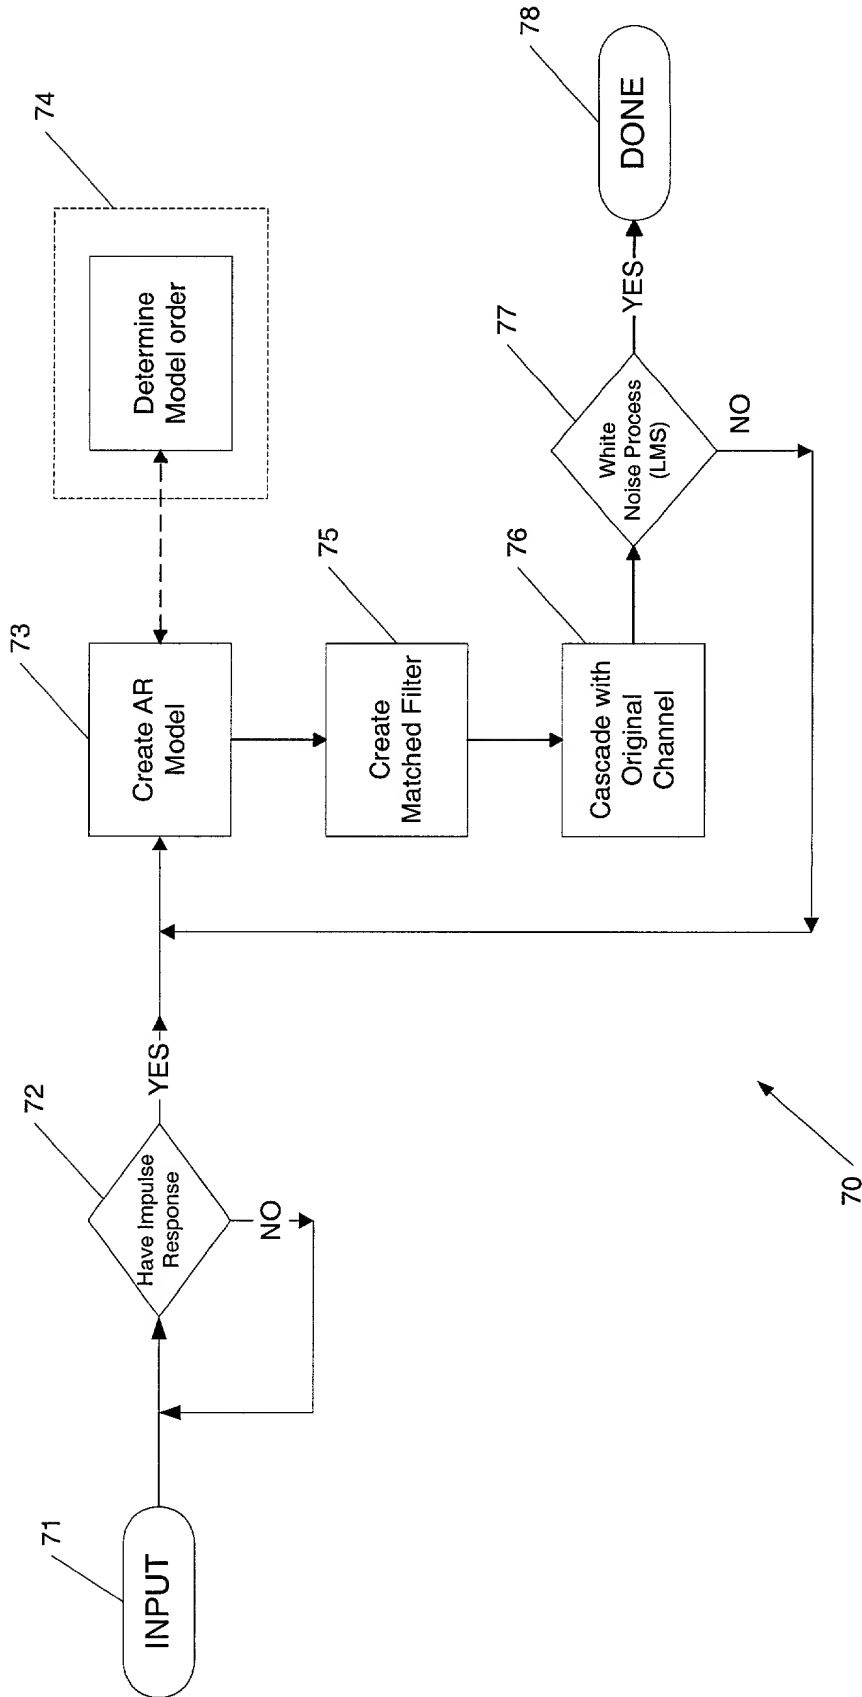 71
INPUT
72
Have Impulse
Response
YES
NO
73
Create AR
Model
74
Determine
Model order
75
Create
Matched Filter
76
Cascade with
Original
Channel
77
White
Noise Process
(LMS)
YES
NO
78
DONE
70